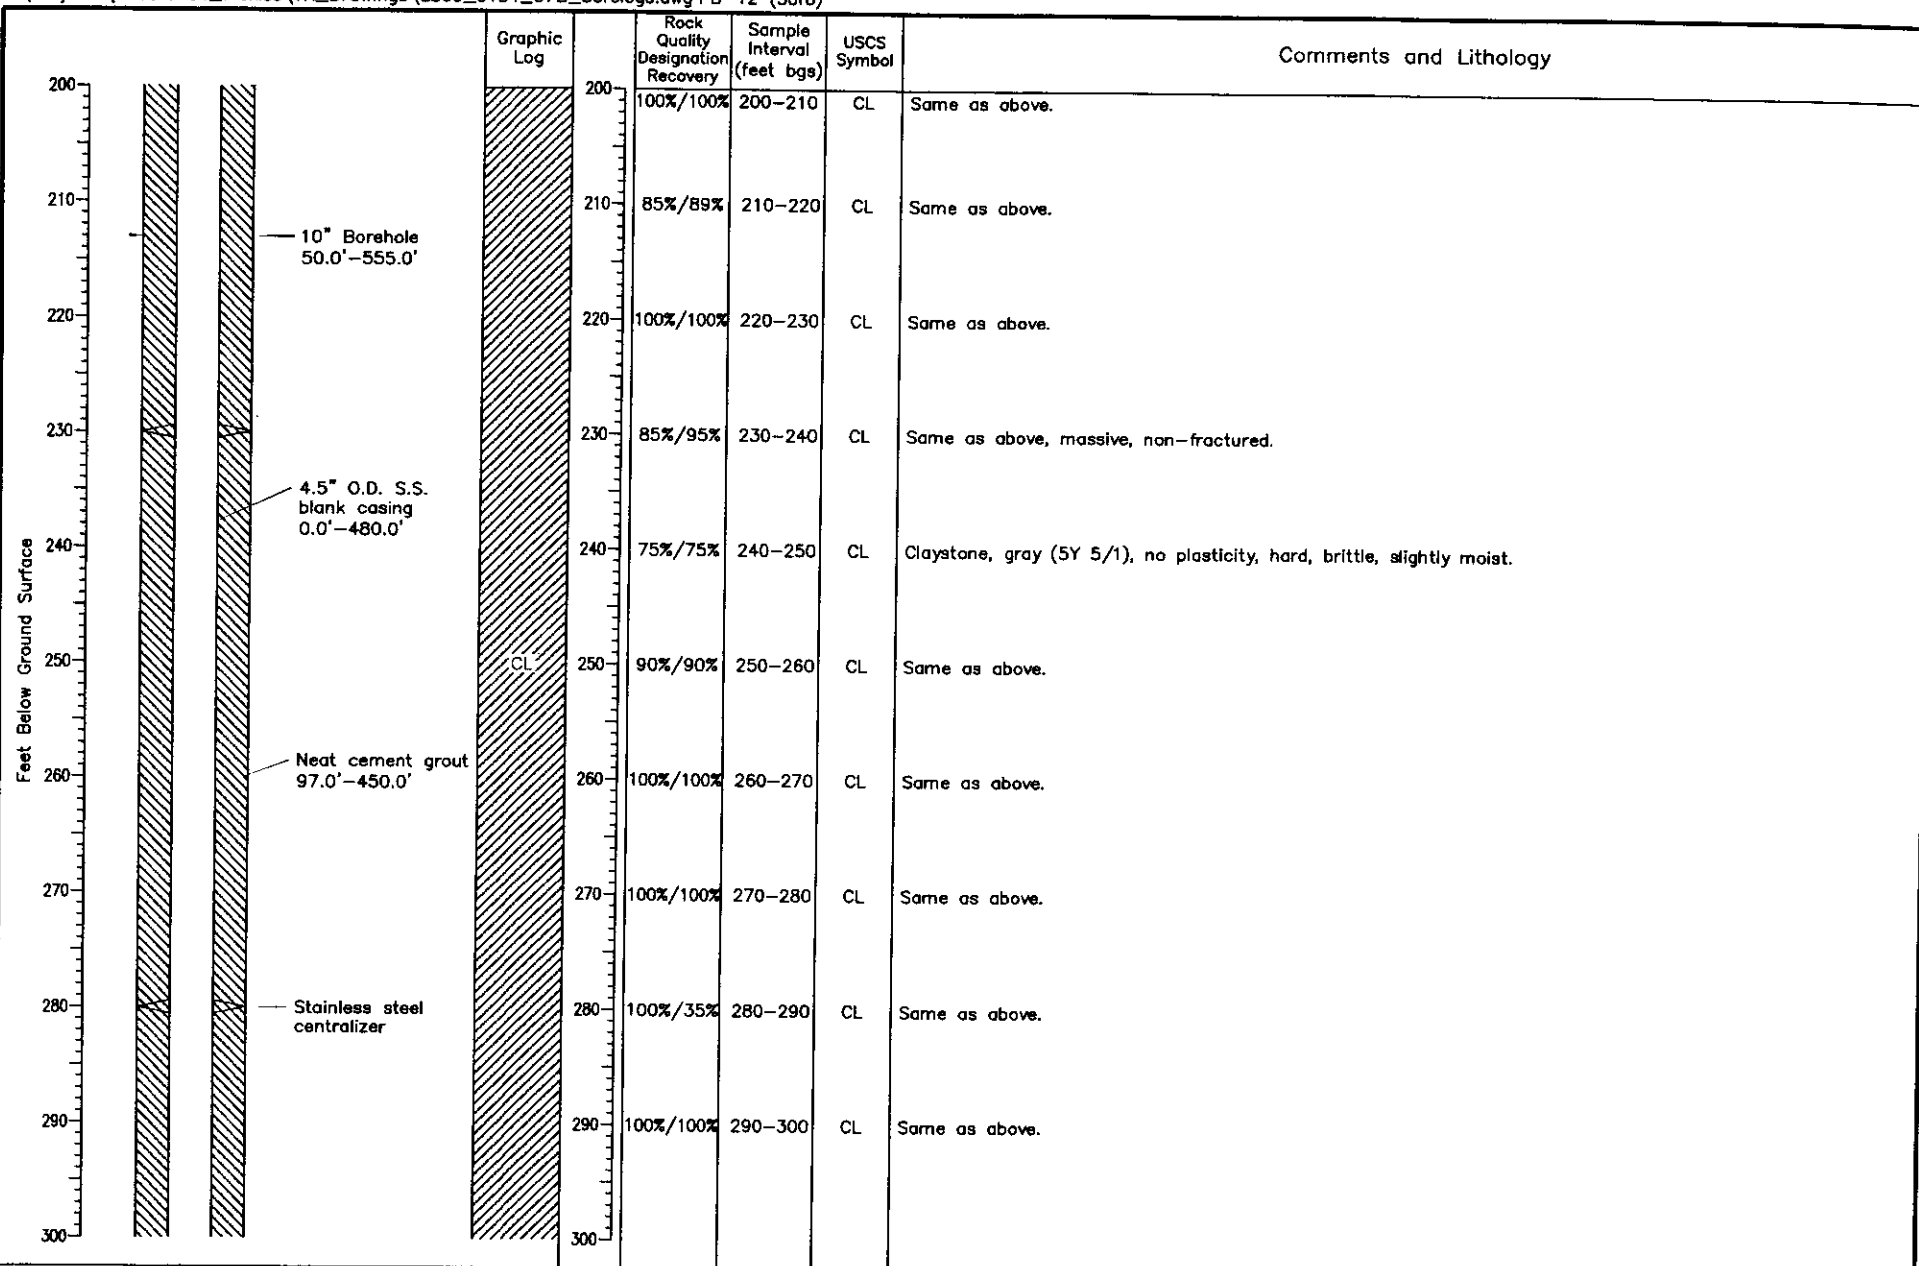 Graphic
Log
Rock
Quality
Designation
Recovery
Sample
Interval
(feet bgs)
USCS
Symbol
Comments and Lithology
Feet Below Ground Surface
200
210
220
230
240
250
260
270
280
290
300
10" Borehole
50.0'-555.0'
4.5" O.D. S.S.
blank casing
0.0'-480.0'
Neat cement grout
97.0'-450.0'
Stainless steel
centralizer
CL
200 100%/100% 200-210 CL Same as above.
210 85%/89% 210-220 CL Same as above.
220 100%/100% 220-230 CL Same as above.
230 85%/95% 230-240 CL Same as above, massive, non-fractured.
240 75%/75% 240-250 CL Claystone, gray (5Y 5/1), no plasticity, hard, brittle, slightly moist.
250 90%/90% 250-260 CL Same as above.
260 100%/100% 260-270 CL Same as above.
270 100%/100% 270-280 CL Same as above.
280 100%/35% 280-290 CL Same as above.
290 100%/100% 290-300 CL Same as above.
300